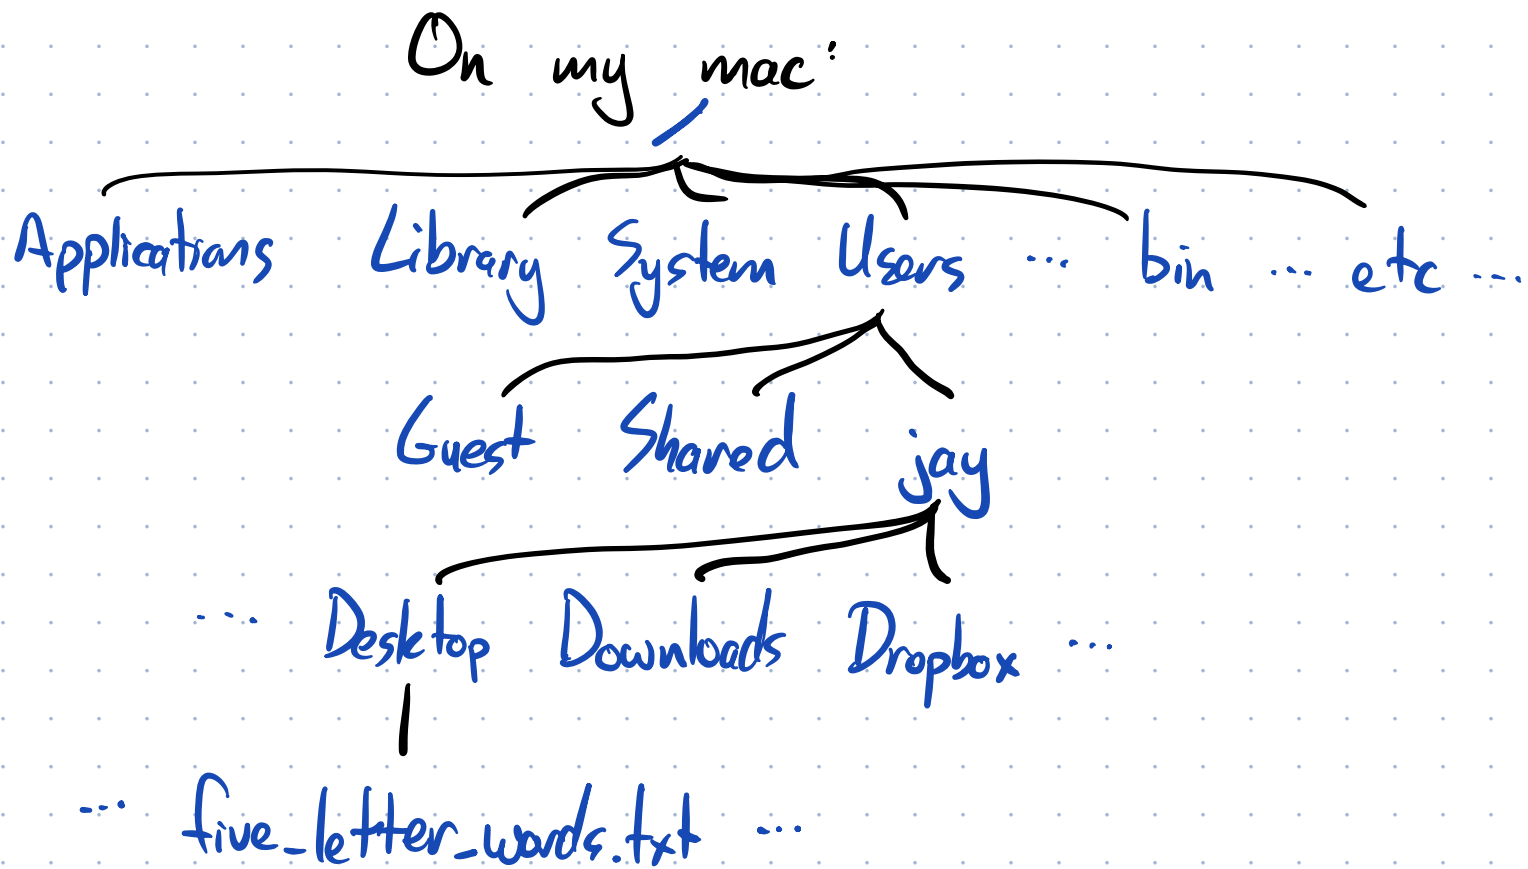 On my mac:
/
Applications Library System Users ... bin ... etc ...
Guest Shared jay
... Desktop Downloads Dropbox ...
... five_letter_words.txt ...